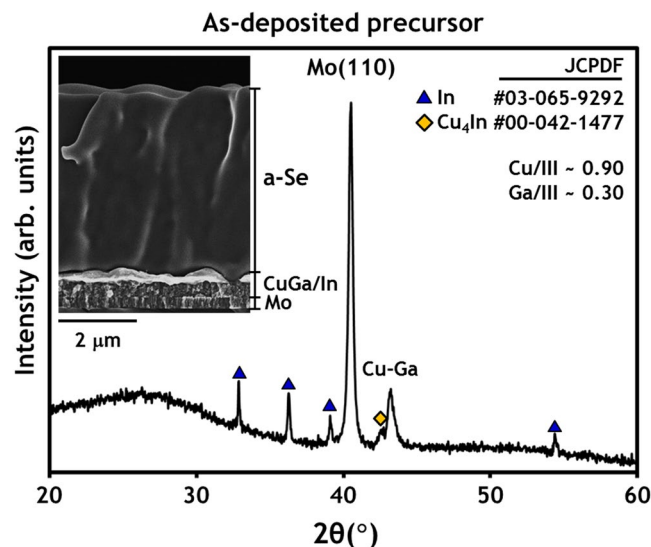 As-deposited precursor
Mo(110)
JCPDF
In #03-065-9292
Cu₄In #00-042-1477
Cu/III ~ 0.90
Ga/III ~ 0.30
a-Se
CuGa/In
Mo
2 μm
Cu-Ga
Intensity (arb. units)
20 30 40 50 60
2θ(°)